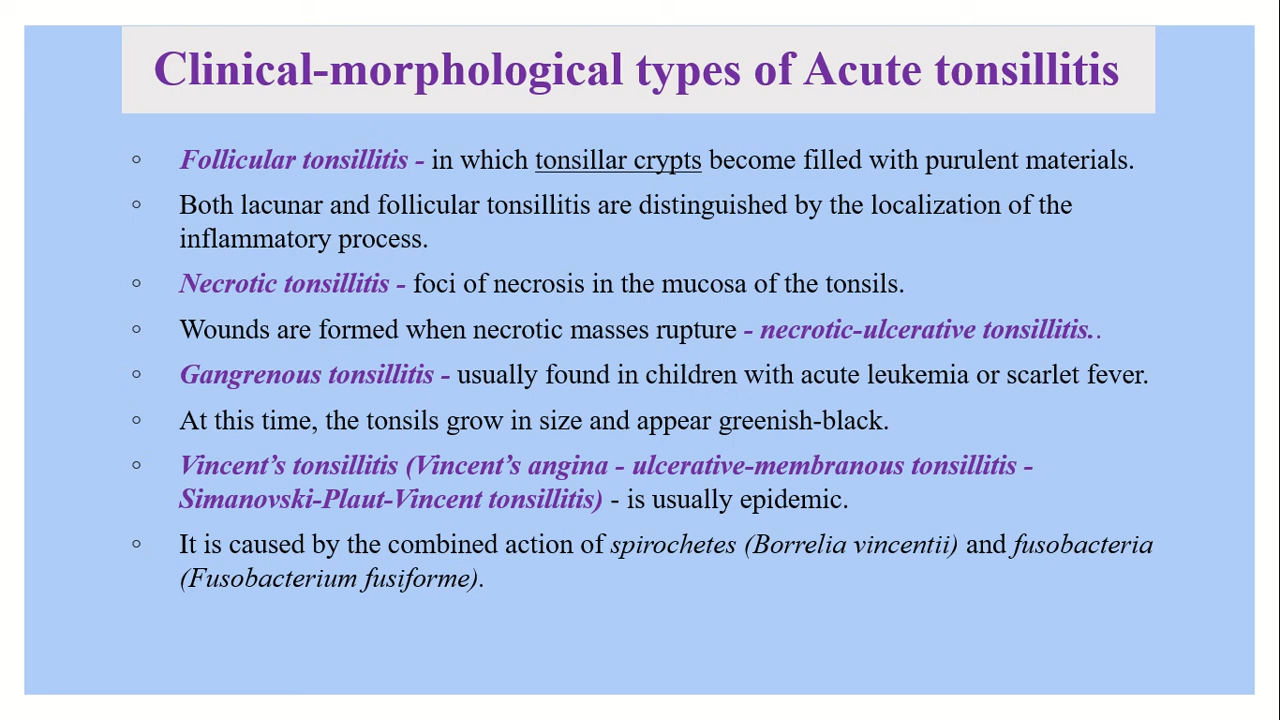 Clinical-morphological types of Acute tonsillitis
◦ Follicular tonsillitis - in which tonsillar crypts become filled with purulent materials.
◦ Both lacunar and follicular tonsillitis are distinguished by the localization of the
inflammatory process.
◦ Necrotic tonsillitis - foci of necrosis in the mucosa of the tonsils.
◦ Wounds are formed when necrotic masses rupture - necrotic-ulcerative tonsillitis..
◦ Gangrenous tonsillitis - usually found in children with acute leukemia or scarlet fever.
◦ At this time, the tonsils grow in size and appear greenish-black.
◦ Vincent’s tonsillitis (Vincent’s angina - ulcerative-membranous tonsillitis -
Simanovski-Plaut-Vincent tonsillitis) - is usually epidemic.
◦ It is caused by the combined action of spirochetes (Borrelia vincentii) and fusobacteria
(Fusobacterium fusiforme).